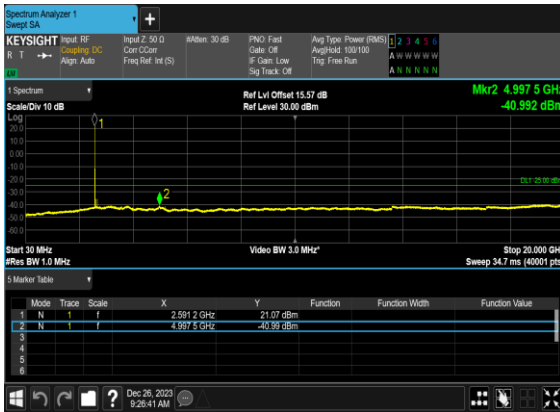 Spectrum Analyzer 1
Swept SA
+
KEYSIGHT Input: RF Input Z: 50 Ω #Atten: 30 dB PNO: Fast Avg Type: Power (RMS) 1 2 3 4 5 6
R T Coupling: DC Corr CCorr Gate: Off Avg|Hold: 100/100 A W W W W W
Align: Auto Freq Ref: Int (S) IF Gain: Low Trig: Free Run A N N N N N
Sig Track: Off
1 Spectrum
Scale/Div 10 dB
Ref Lvl Offset 15.57 dB
Ref Level 30.00 dBm
Mkr2 4.997 5 GHz
-40.992 dBm
Log
20.0
10.0
0.00
-10.0
-20.0
-30.0
-40.0
-50.0
-60.0
1
2
DL1 -25.00 dBm
Start 30 MHz Video BW 3.0 MHz* Stop 20.000 GHz
#Res BW 1.0 MHz Sweep 34.7 ms (40001 pts)
5 Marker Table
Mode Trace Scale X Y Function Function Width Function Value
1 N 1 f 2.591 2 GHz 21.07 dBm
2 N 1 f 4.997 5 GHz -40.99 dBm
3
4
5
6
?
Dec 26, 2023
9:26:41 AM